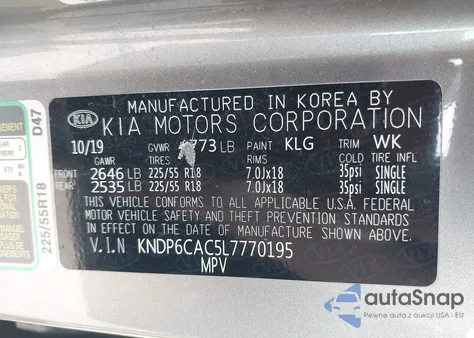 MANUFACTURED IN KOREA BY
KIA KIA MOTORS CORPORATION
10/19 GVWR 773 LB PAINT KLG TRIM WK
GAWR TIRES RIMS COLD TIRE INFL
FRONT 2646 LB 225/55 R18 7.0Jx18 35psi SINGLE
REAR 2535 LB 225/55 R18 7.0Jx18 35psi SINGLE
THIS VEHICLE CONFORMS TO ALL APPLICABLE U.S.A. FEDERAL
MOTOR VEHICLE SAFETY AND THEFT PREVENTION STANDARDS
IN EFFECT ON THE DATE OF MANUFACTURE SHOWN ABOVE.
V.I.N KNDP6CAC5L7770195
MPV
D47
225/55R18
autoSnap
Pewne auta z aukcji USA i EU